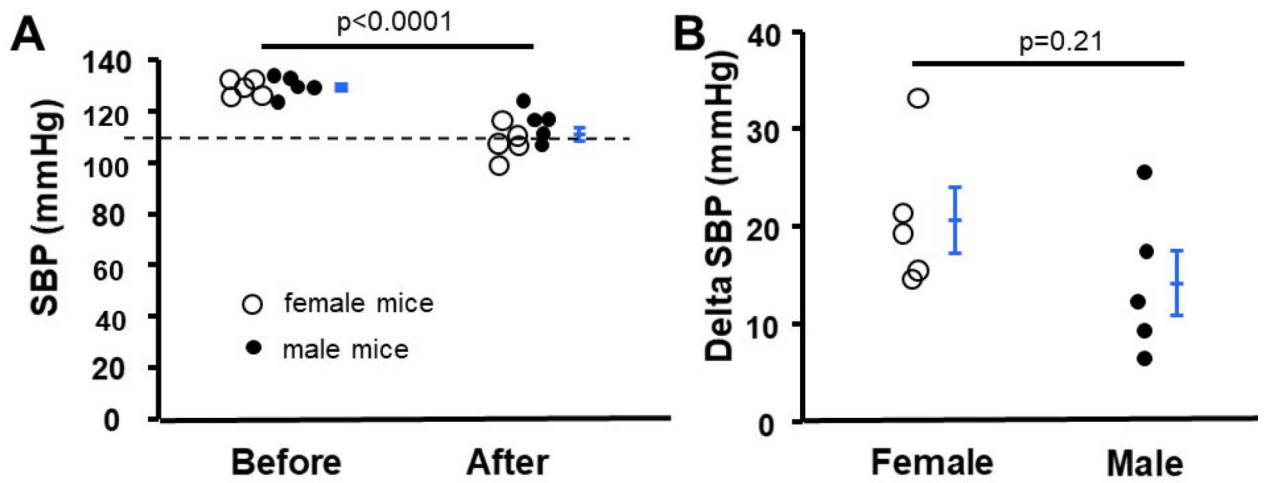 A
p<0.0001
SBP (mmHg)
140
120
100
80
60
40
20
0
female mice
male mice
Before
After
B
p=0.21
Delta SBP (mmHg)
40
30
20
10
0
Female
Male